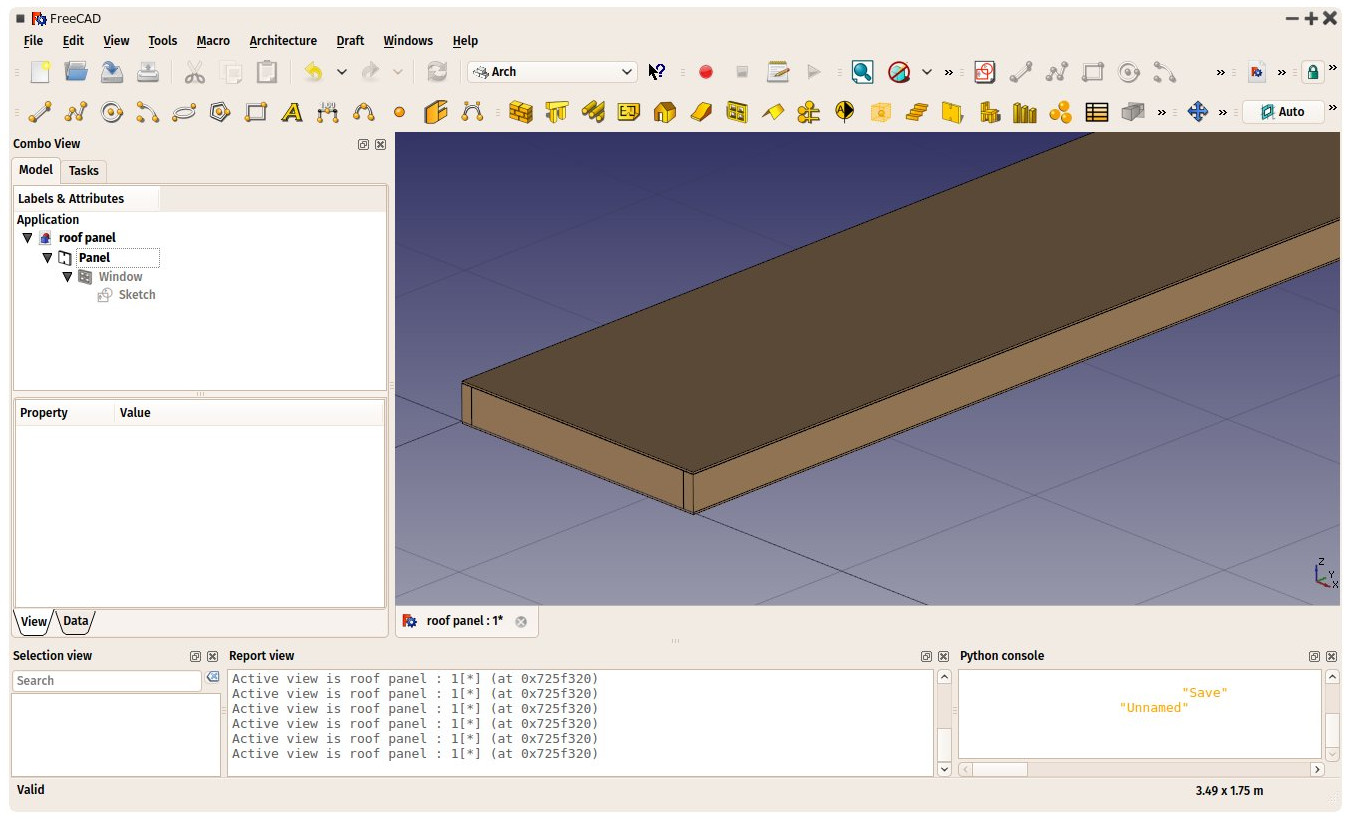 FreeCAD
File Edit View Tools Macro Architecture Draft Windows Help
Arch
Auto
Combo View
Model Tasks
Labels & Attributes
Application
roof panel
Panel
Window
Sketch
Property Value
View Data
roof panel : 1*
Z
Y
X
Selection view
Search
Report view
Active view is roof panel : 1[*] (at 0x725f320)
Active view is roof panel : 1[*] (at 0x725f320)
Active view is roof panel : 1[*] (at 0x725f320)
Active view is roof panel : 1[*] (at 0x725f320)
Active view is roof panel : 1[*] (at 0x725f320)
Active view is roof panel : 1[*] (at 0x725f320)
Python console
"Save"
"Unnamed"
Valid
3.49 x 1.75 m